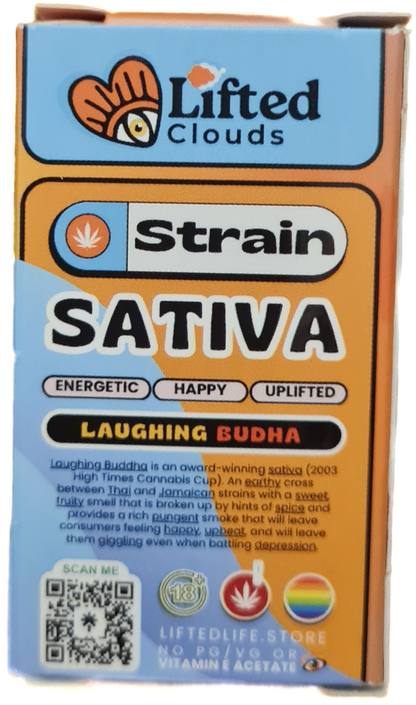 Lifted
Clouds
Strain
SATIVA
ENERGETIC HAPPY UPLIFTED
LAUGHING BUDHA
Laughing Buddha is an award-winning sativa (2003
High Times Cannabis Cup). An earthy cross
between Thai and Jamaican strains with a sweet
fruity smell that is broken up by hints of spice and
provides a rich pungent smoke that will leave
consumers feeling happy, upbeat, and will leave
them giggling even when battling depression.
SCAN ME
18+
LIFTEDLIFE.STORE
NO PG/VG OR
VITAMIN E ACETATE